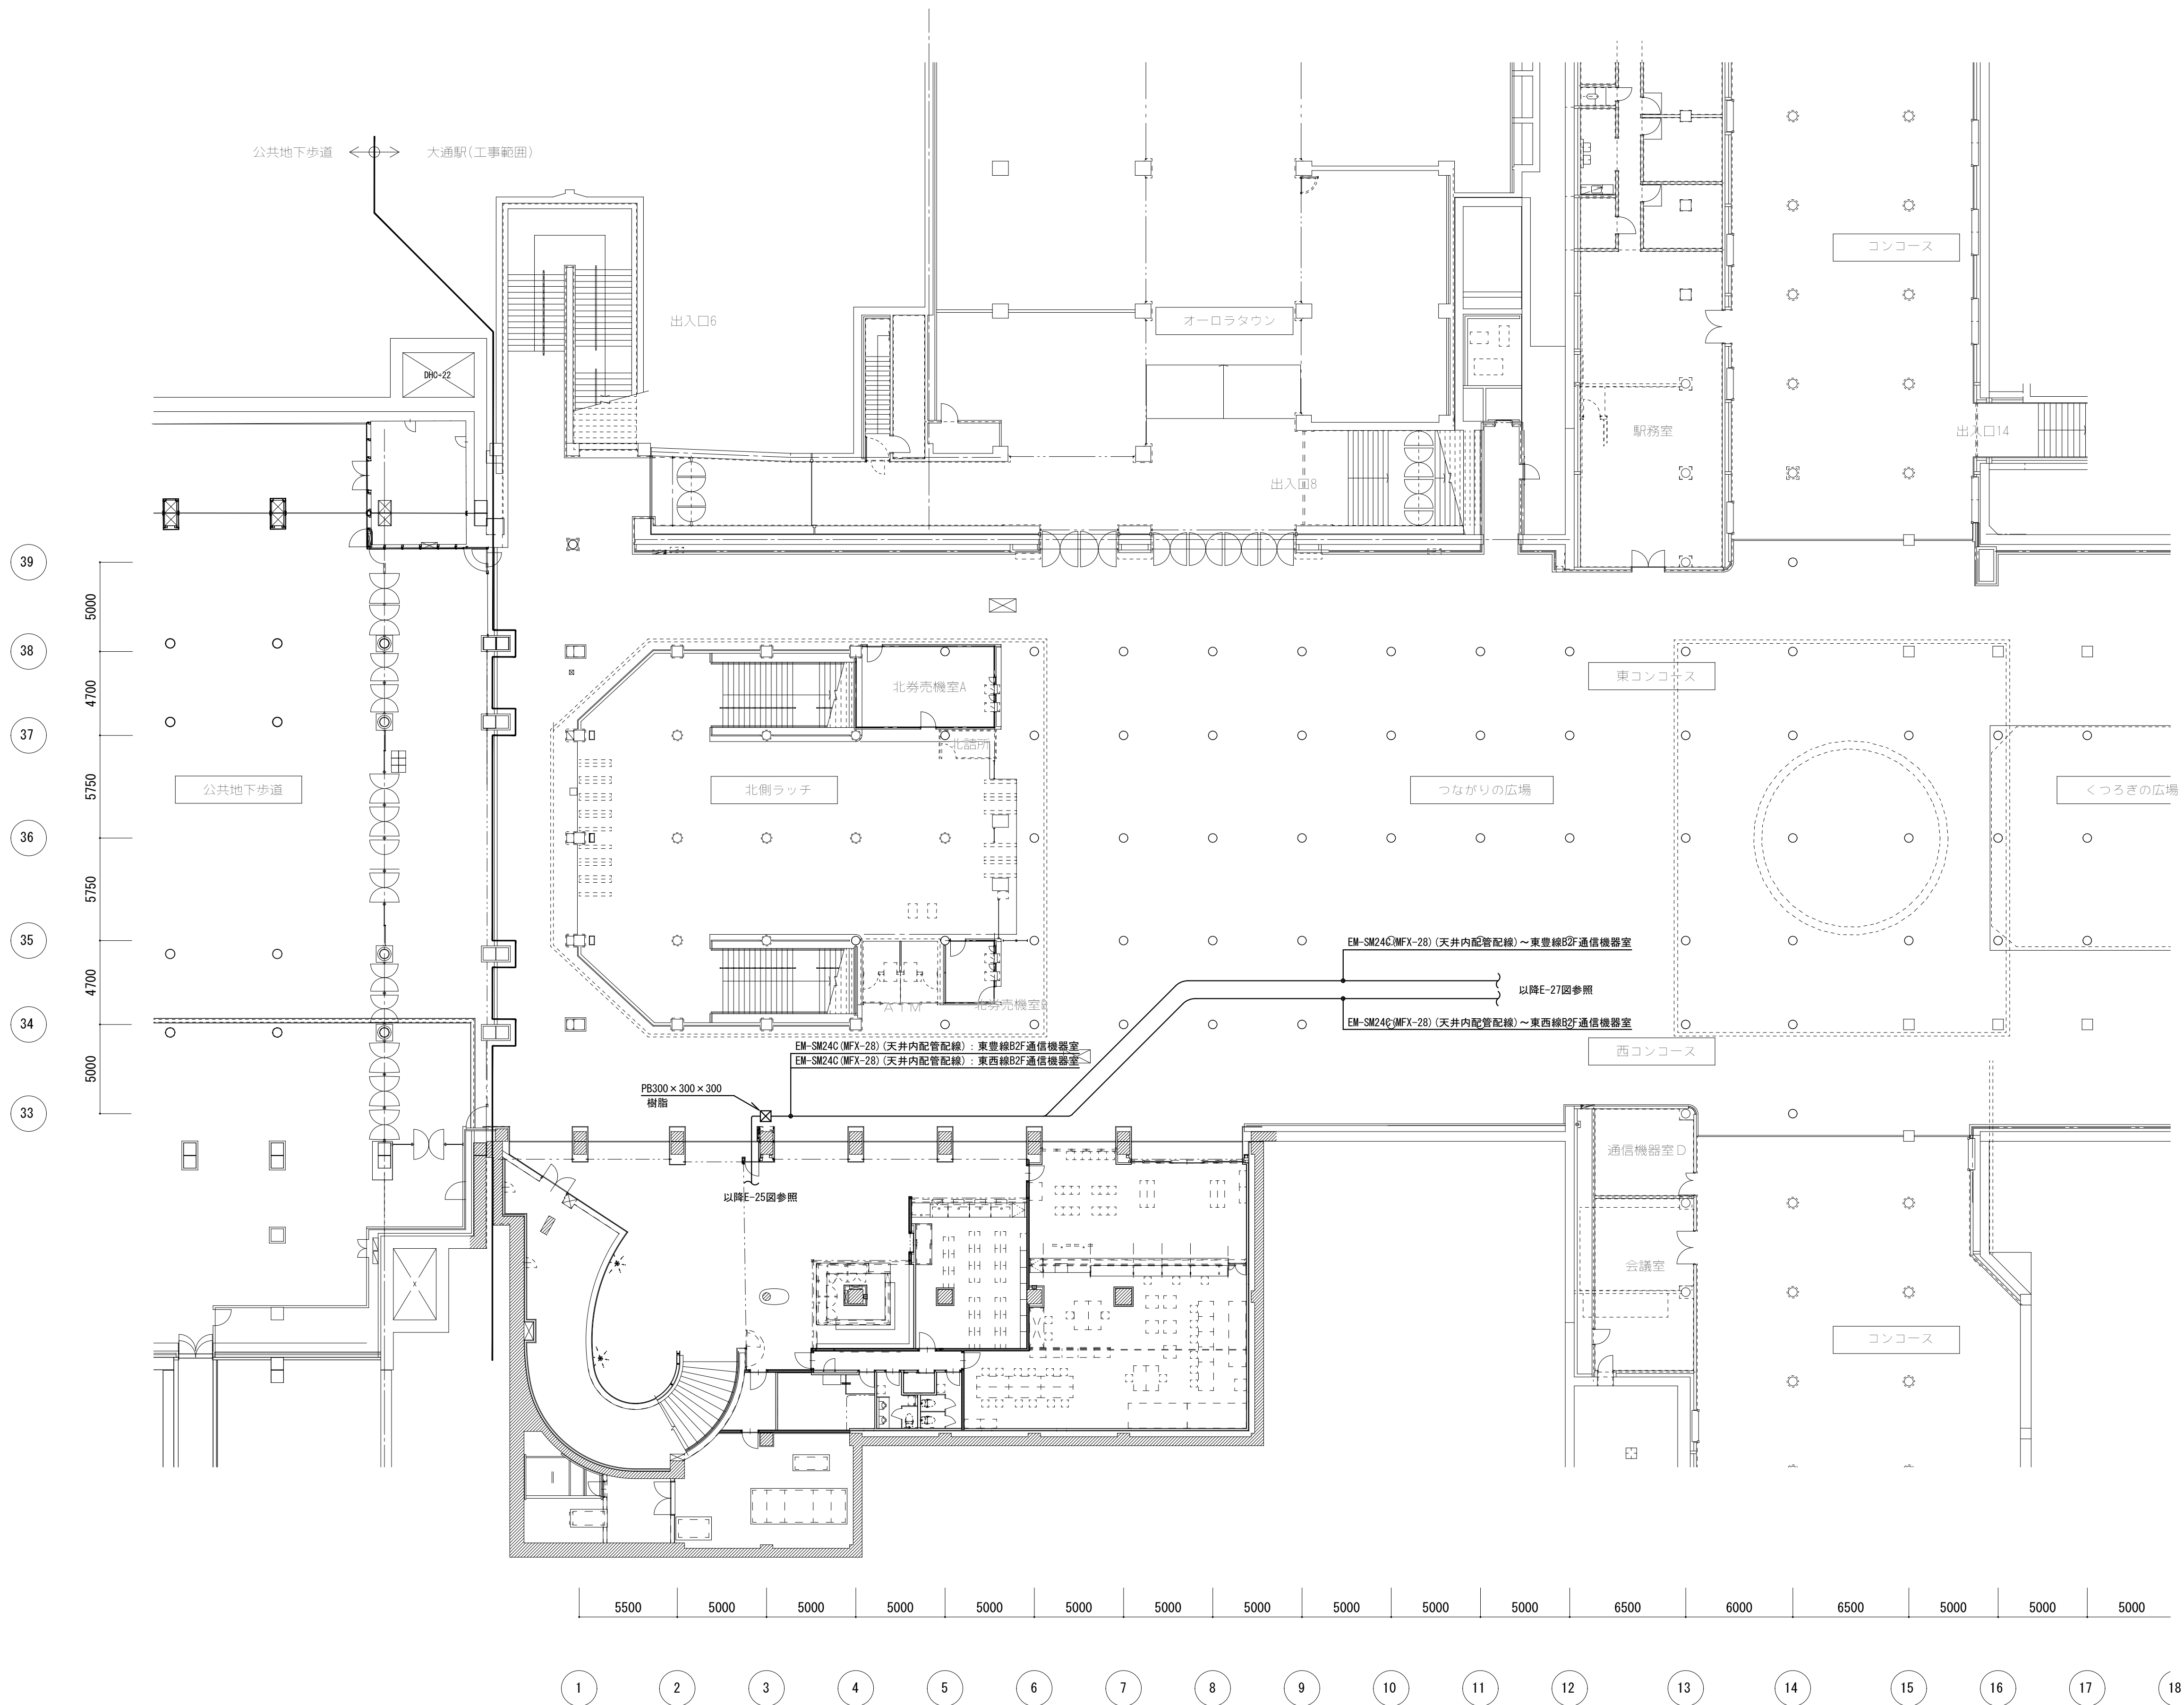 公共地下歩道
大通駅(工事範囲)
コンコース
出入口6
オーロラタウン
DHC-22
駅務室
出入口14
出入口8
39
5000
38
4700
37
5750
36
5750
35
4700
34
5000
33
北券売機室A
東コンコース
北詰所
公共地下歩道
北側ラッチ
つながりの広場
くつろぎの広場
EM-SM24C(MFX-28)(天井内配管配線)～東豊線B2F通信機器室
以降E-27図参照
ATM
EM-SM24C(MFX-28)(天井内配管配線)～東西線B2F通信機器室
EM-SM24C(MFX-28)(天井内配管配線)：東豊線B2F通信機器室
EM-SM24C(MFX-28)(天井内配管配線)：東西線B2F通信機器室
西コンコース
PB300×300×300
樹脂
以降E-25図参照
通信機器室D
会議室
コンコース
X
5500 5000 5000 5000 5000 5000 5000 5000 5000 5000 5000 6500 6000 6500 5000 5000 5000
1 2 3 4 5 6 7 8 9 10 11 12 13 14 15 16 17 18